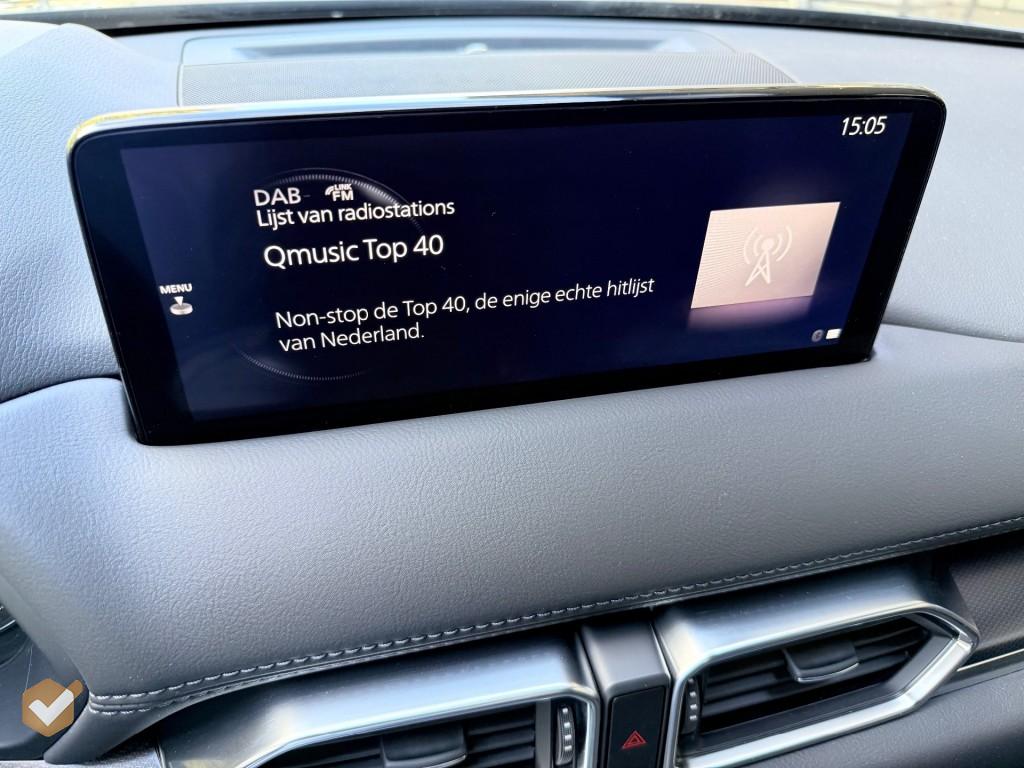 15:05
DAB LINK FM
Lijst van radiostations
Qmusic Top 40
MENU
Non-stop de Top 40, de enige echte hitlijst
van Nederland.